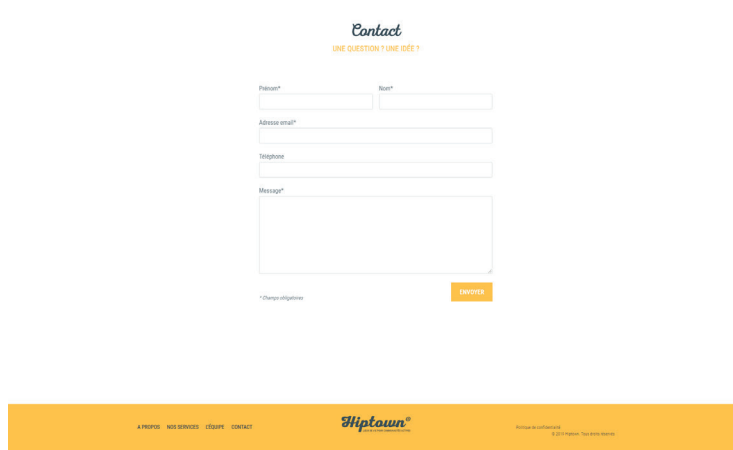 Contact
UNE QUESTION ? UNE IDÉE ?
Prénom* Nom*
Adresse email*
Téléphone
Message*
* Champs obligatoires
ENVOYER
A PROPOS NOS SERVICES L'ÉQUIPE CONTACT
Hiptown
Politique de confidentialité
© 2019 Hiptown. Tous droits réservés.